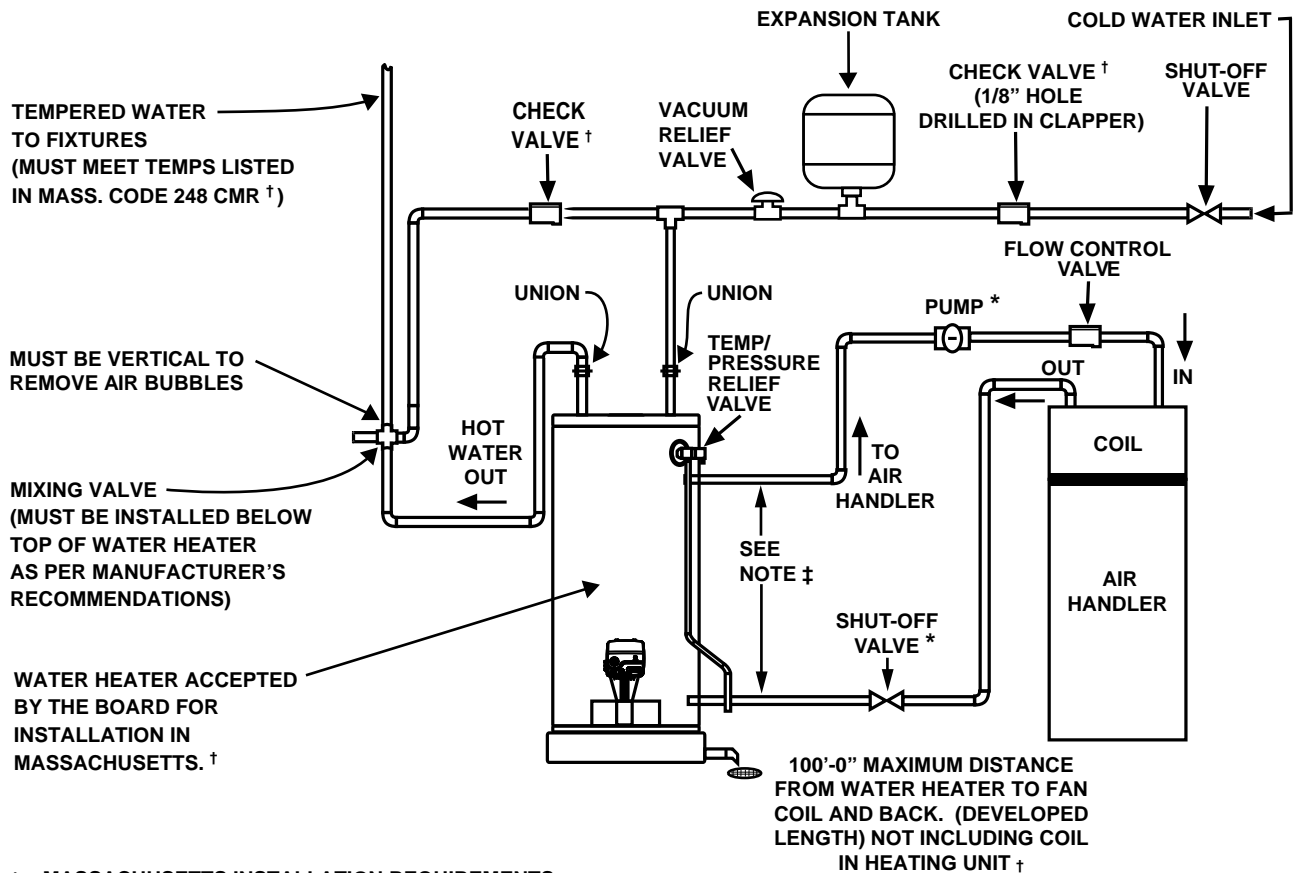 EXPANSION TANK
COLD WATER INLET
TEMPERED WATER
TO FIXTURES
(MUST MEET TEMPS LISTED
IN MASS. CODE 248 CMR †)
CHECK
VALVE †
VACUUM
RELIEF
VALVE
CHECK VALVE †
(1/8” HOLE
DRILLED IN CLAPPER)
SHUT-OFF
VALVE
FLOW CONTROL
VALVE
UNION
UNION
PUMP *
TEMP/
PRESSURE
RELIEF
VALVE
OUT
IN
MUST BE VERTICAL TO
REMOVE AIR BUBBLES
HOT
WATER
OUT
TO
AIR
HANDLER
COIL
MIXING VALVE
(MUST BE INSTALLED BELOW
TOP OF WATER HEATER
AS PER MANUFACTURER’S
RECOMMENDATIONS)
SEE
NOTE ‡
AIR
HANDLER
SHUT-OFF
VALVE *
WATER HEATER ACCEPTED
BY THE BOARD FOR
INSTALLATION IN
MASSACHUSETTS. †
100’-0” MAXIMUM DISTANCE
FROM WATER HEATER TO FAN
COIL AND BACK. (DEVELOPED
LENGTH) NOT INCLUDING COIL
IN HEATING UNIT †
MASSACHUSETTS INSTALLATION REQUIREMENTS